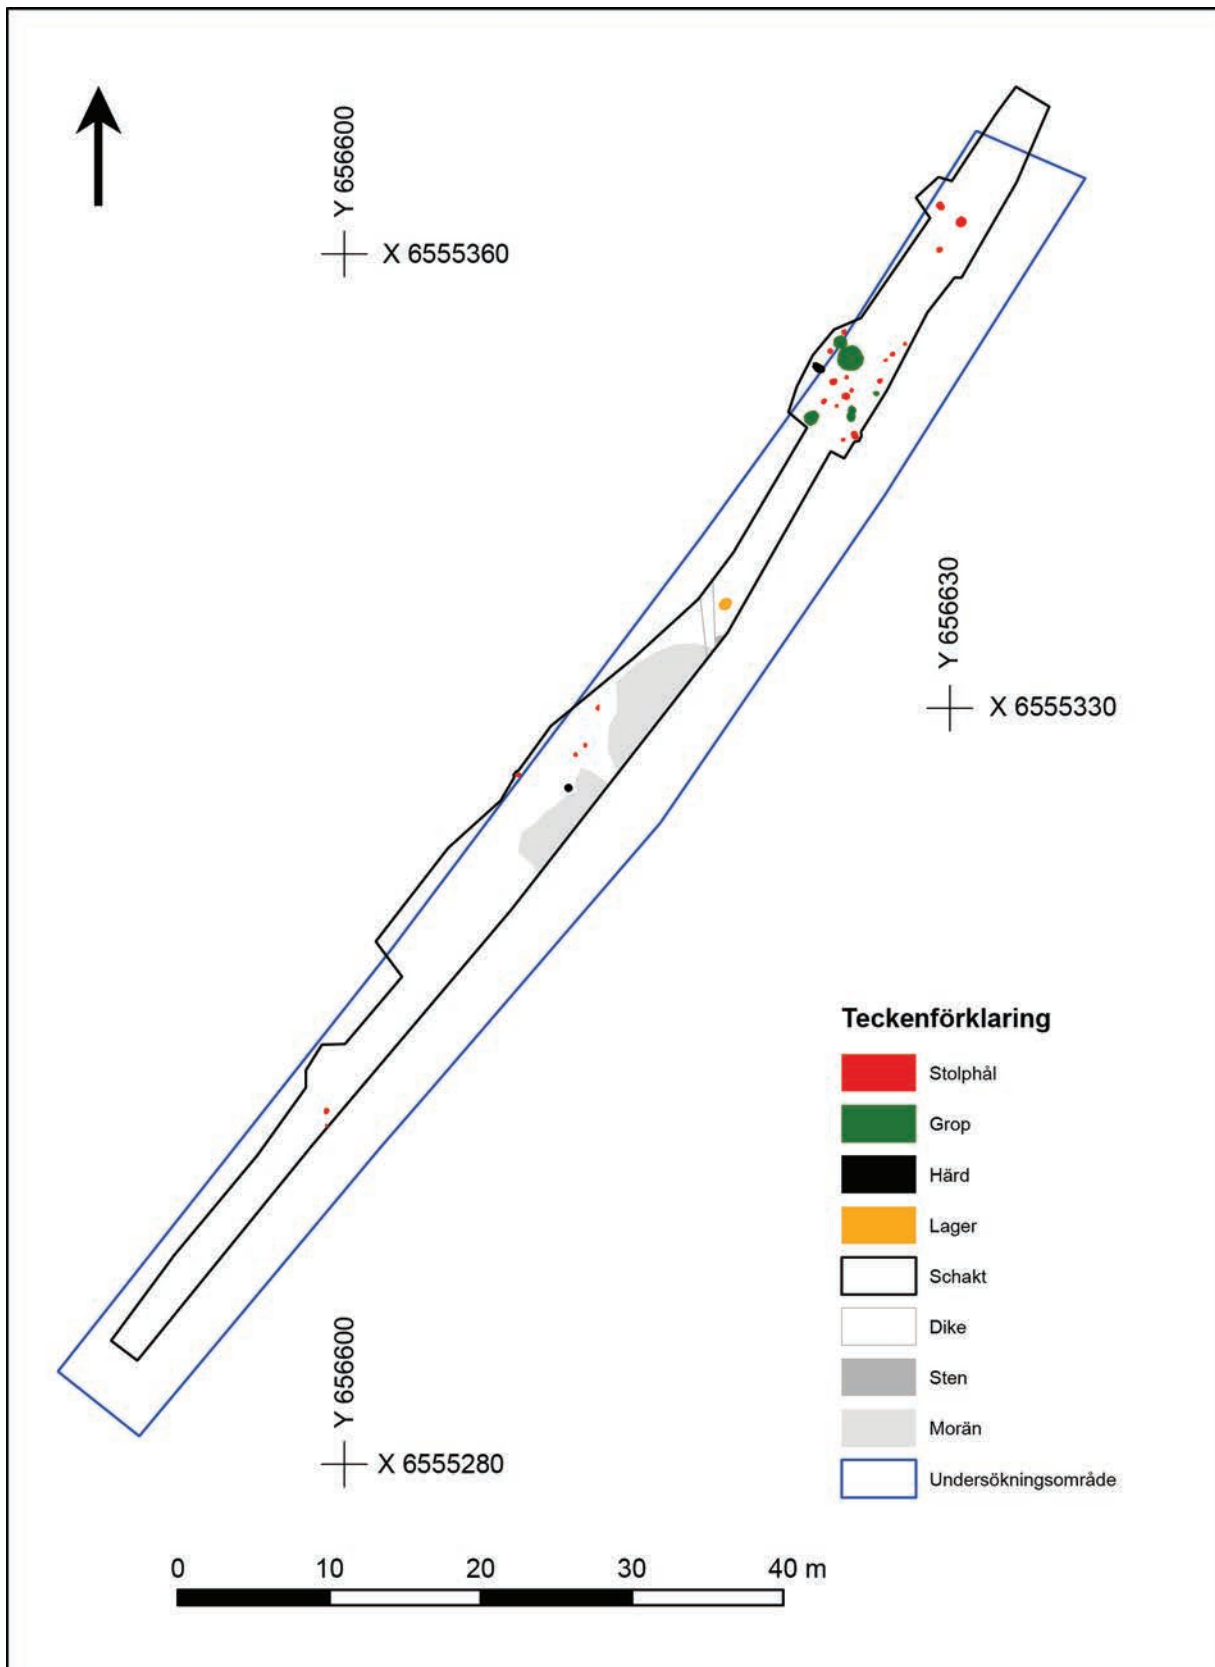 Y 656600
X 6555360
Y 656630
X 6555330
Y 656600
X 6555280
Teckenförklaring
Stolphål
Grop
Härd
Lager
Schakt
Dike
Sten
Morän
Undersökningsområde
0 10 20 30 40 m